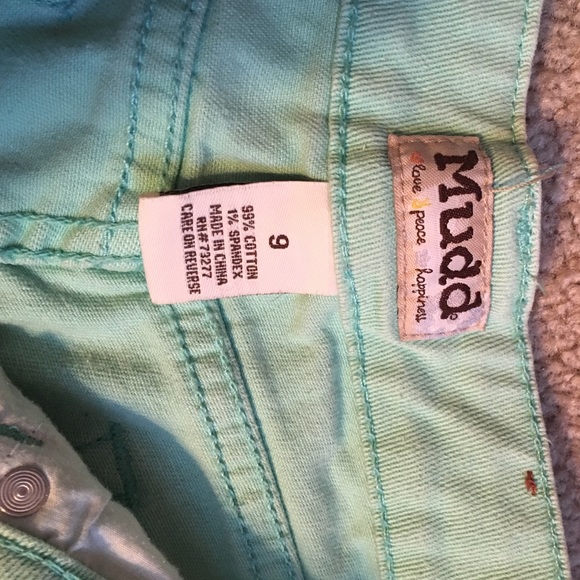 Mudd
love peace happiness
9
99% COTTON
1% SPANDEX
MADE IN CHINA
RN# 73277
CARE ON REVERSE